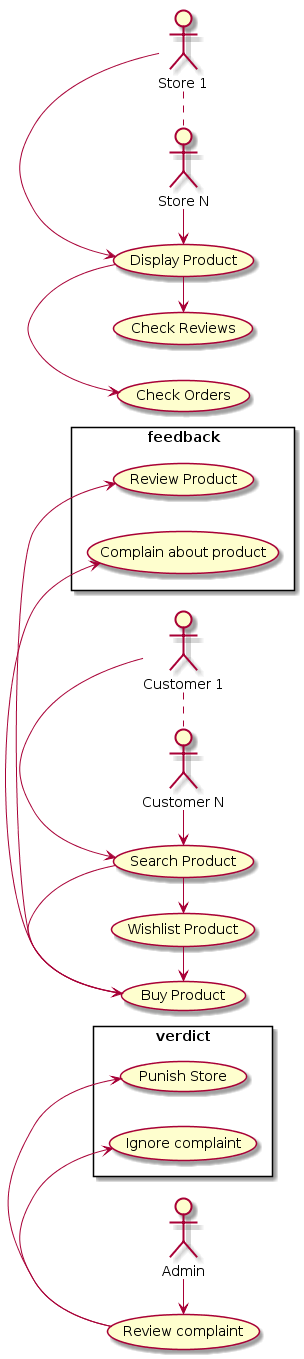 Store 1
Store N
Display Product
Check Reviews
Check Orders
feedback
Review Product
Complain about product
Customer 1
Customer N
Search Product
Wishlist Product
Buy Product
verdict
Punish Store
Ignore complaint
Admin
Review complaint